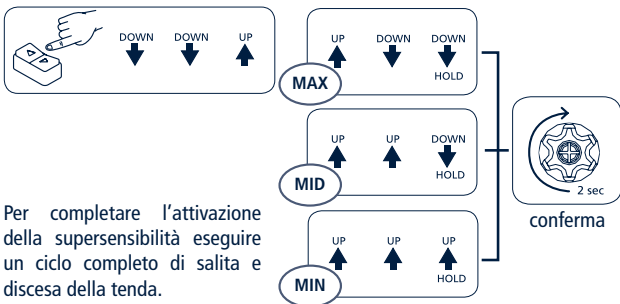 DOWN DOWN UP
UP DOWN DOWN
HOLD
MAX
UP UP DOWN
HOLD
MID
UP UP UP
HOLD
MIN
2 sec
conferma
Per completare l'attivazione
della supersensibilità eseguire
un ciclo completo di salita e
discesa della tenda.